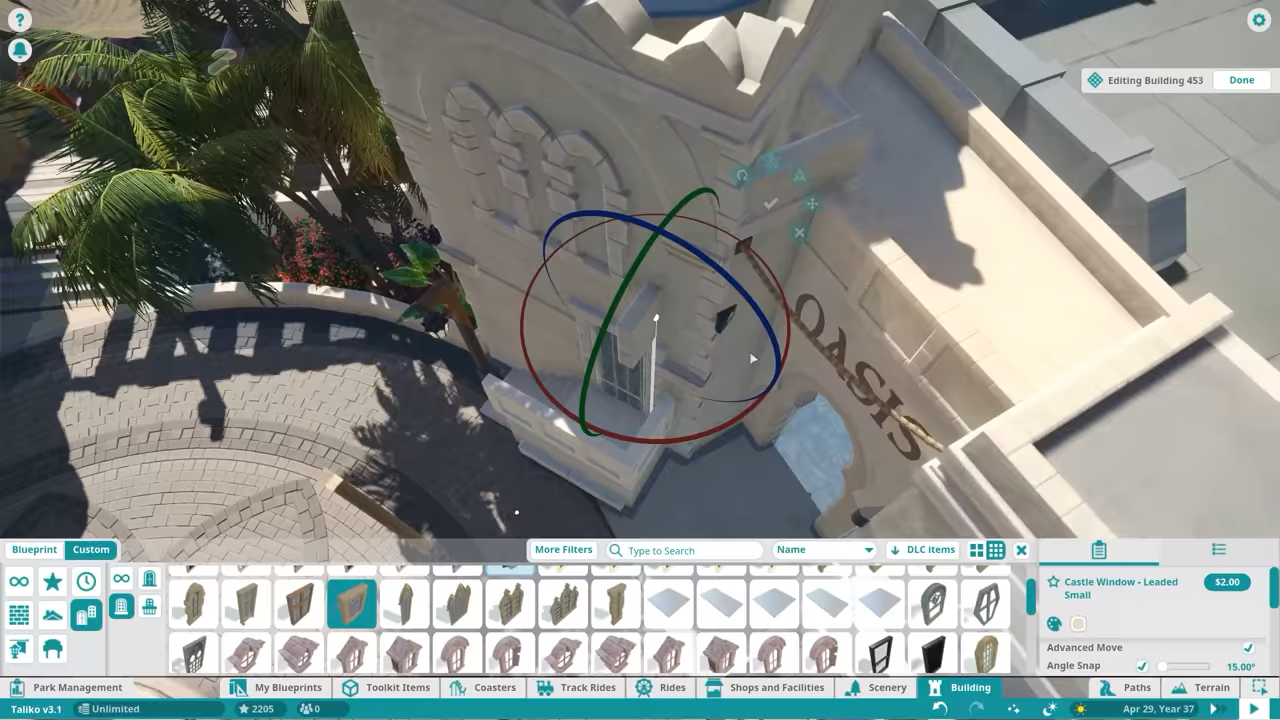 Editing Building 453
Done
OASIS
Blueprint
Custom
More Filters
Type to Search
Name
DLC items
Castle Window - Leaded
Small
$2.00
Advanced Move
Angle Snap
15.00°
Park Management
My Blueprints
Toolkit Items
Coasters
Track Rides
Rides
Shops and Facilities
Scenery
Building
Paths
Terrain
Taliko v3.1
Unlimited
2205
0
Apr 29, Year 37